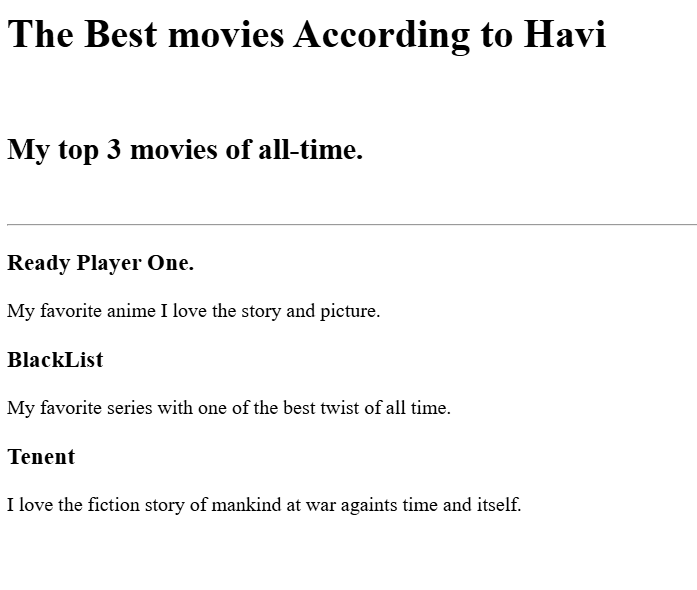 The Best movies According to Havi
My top 3 movies of all-time.
Ready Player One.
My favorite anime I love the story and picture.
BlackList
My favorite series with one of the best twist of all time.
Tenent
I love the fiction story of mankind at war againts time and itself.